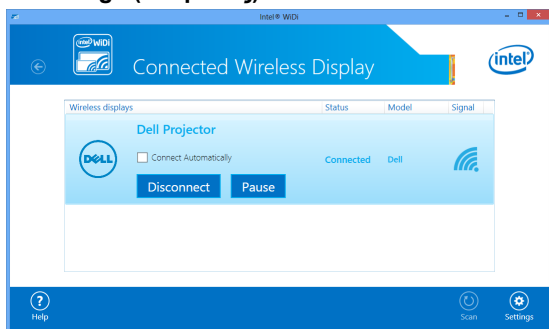 Intel® WiDi
intel WiDi
Connected Wireless Display
intel
Wireless displays Status Model Signal
Dell Projector
DELL
Connect Automatically Connected Dell
Disconnect Pause
Help Scan Settings